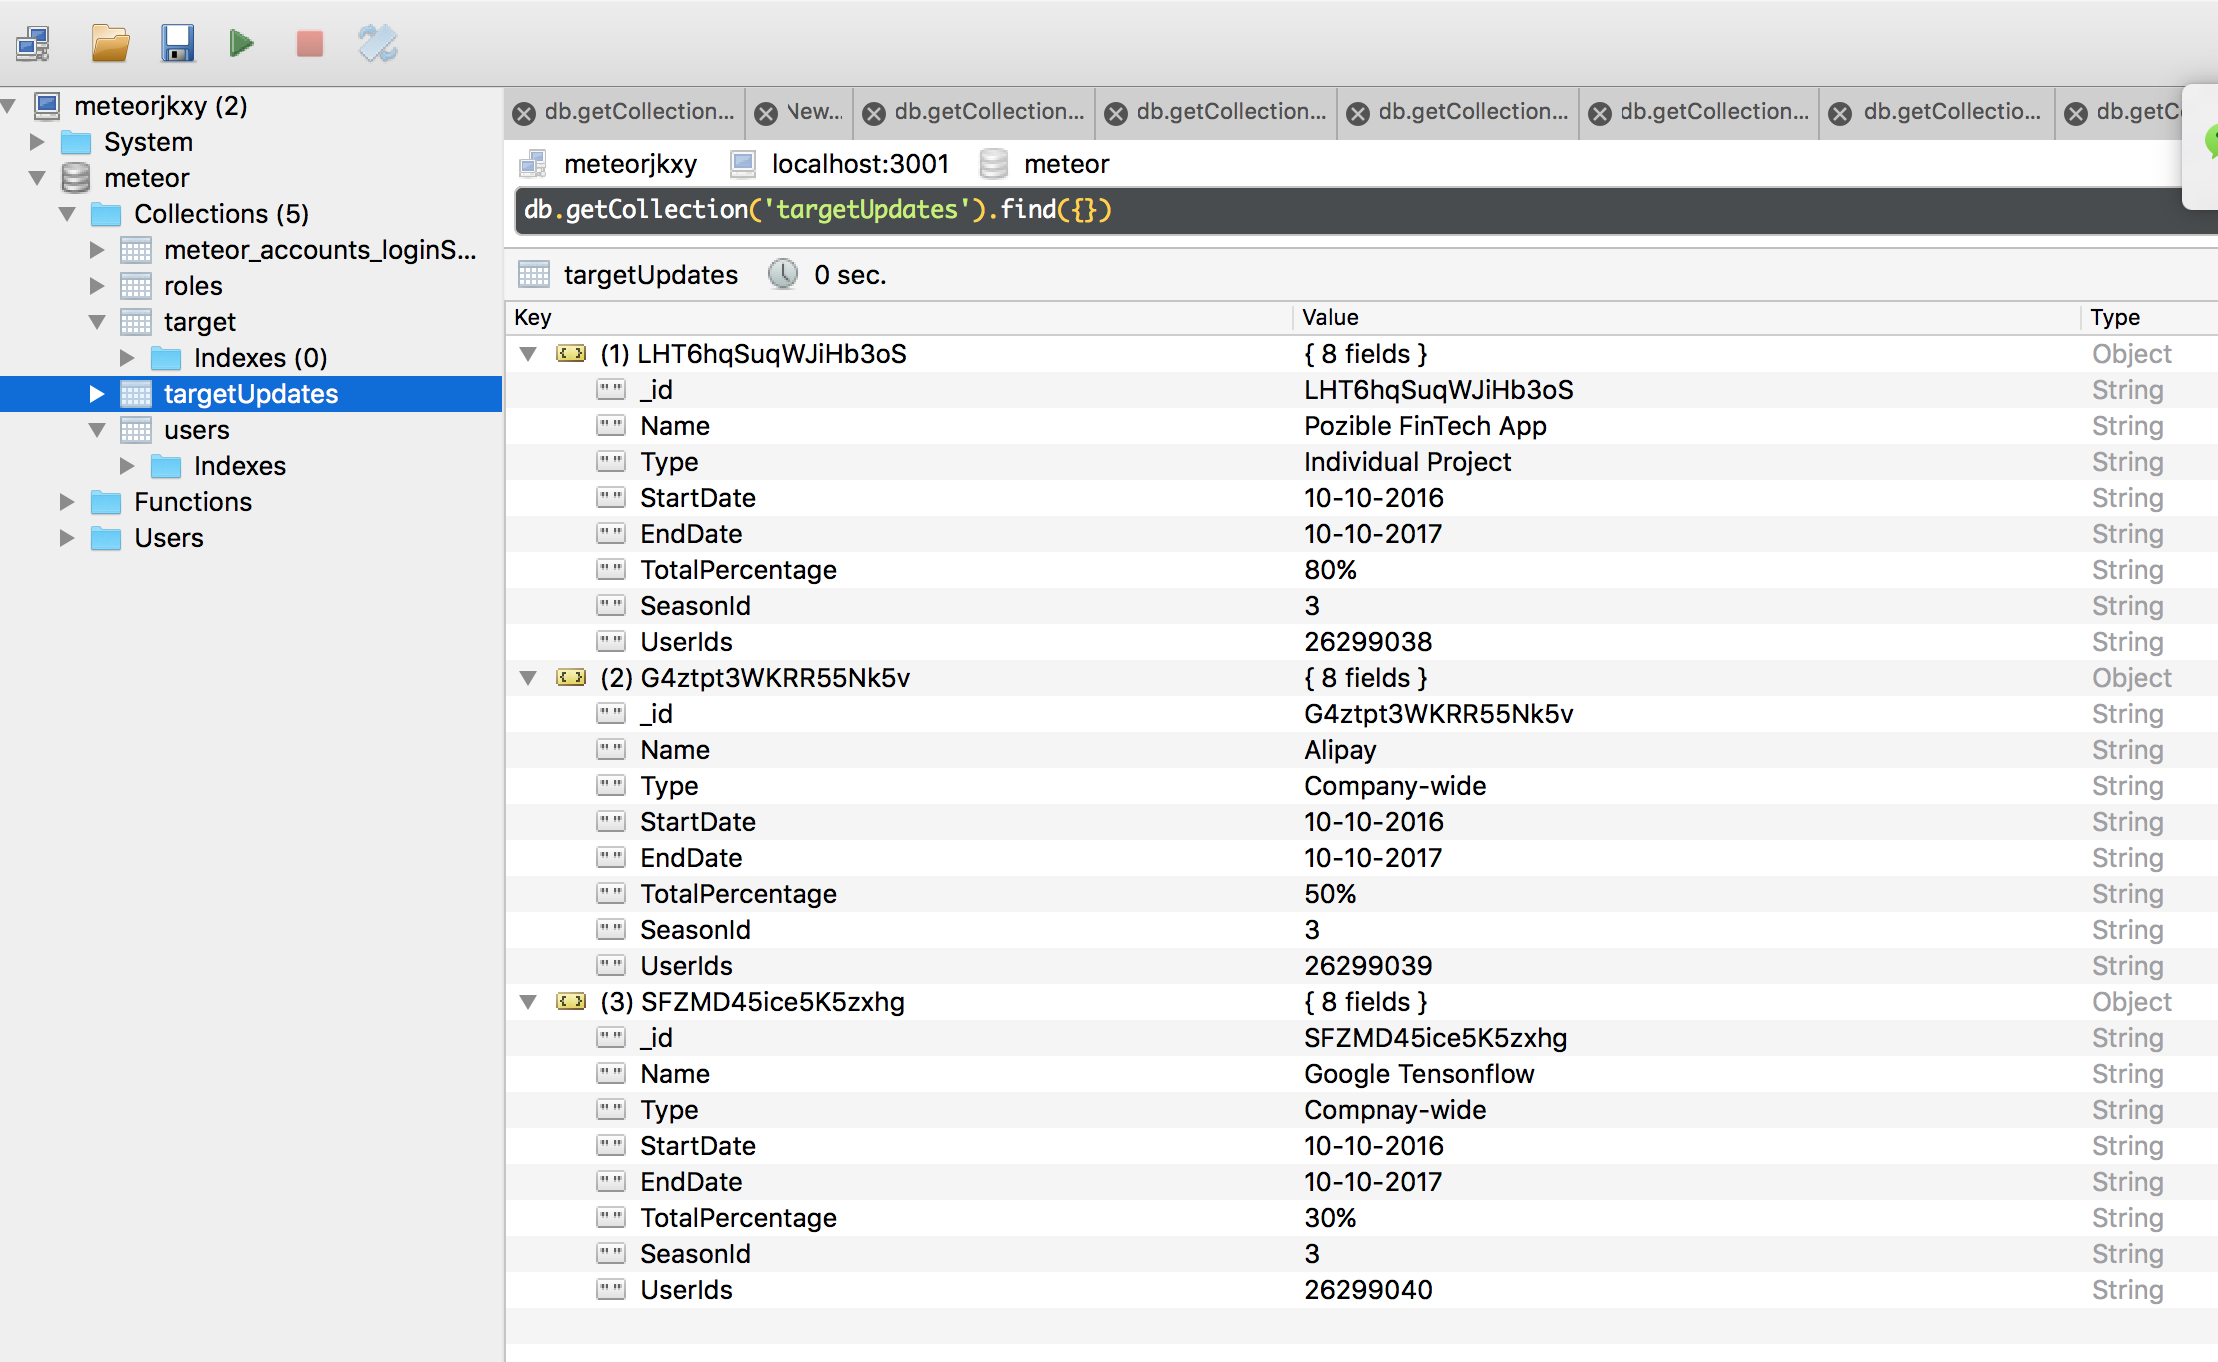 meteorjkxy (2)
System
meteor
Collections (5)
meteor_accounts_loginS...
roles
target
Indexes (0)
targetUpdates
users
Indexes
Functions
Users
db.getCollection... New... db.getCollection... db.getCollection... db.getCollection... db.getCollection... db.getCollectio... db.getC
meteorjkxy localhost:3001 meteor
db.getCollection('targetUpdates').find({})
targetUpdates 0 sec.
Key Value Type
(1) LHT6hqSuqWJiHb3oS { 8 fields } Object
_id LHT6hqSuqWJiHb3oS String
Name Pozible FinTech App String
Type Individual Project String
StartDate 10-10-2016 String
EndDate 10-10-2017 String
TotalPercentage 80% String
SeasonId 3 String
UserIds 26299038 String
(2) G4ztpt3WKRR55Nk5v { 8 fields } Object
_id G4ztpt3WKRR55Nk5v String
Name Alipay String
Type Company-wide String
StartDate 10-10-2016 String
EndDate 10-10-2017 String
TotalPercentage 50% String
SeasonId 3 String
UserIds 26299039 String
(3) SFZMD45ice5K5zxhg { 8 fields } Object
_id SFZMD45ice5K5zxhg String
Name Google Tensonflow String
Type Compnay-wide String
StartDate 10-10-2016 String
EndDate 10-10-2017 String
TotalPercentage 30% String
SeasonId 3 String
UserIds 26299040 String